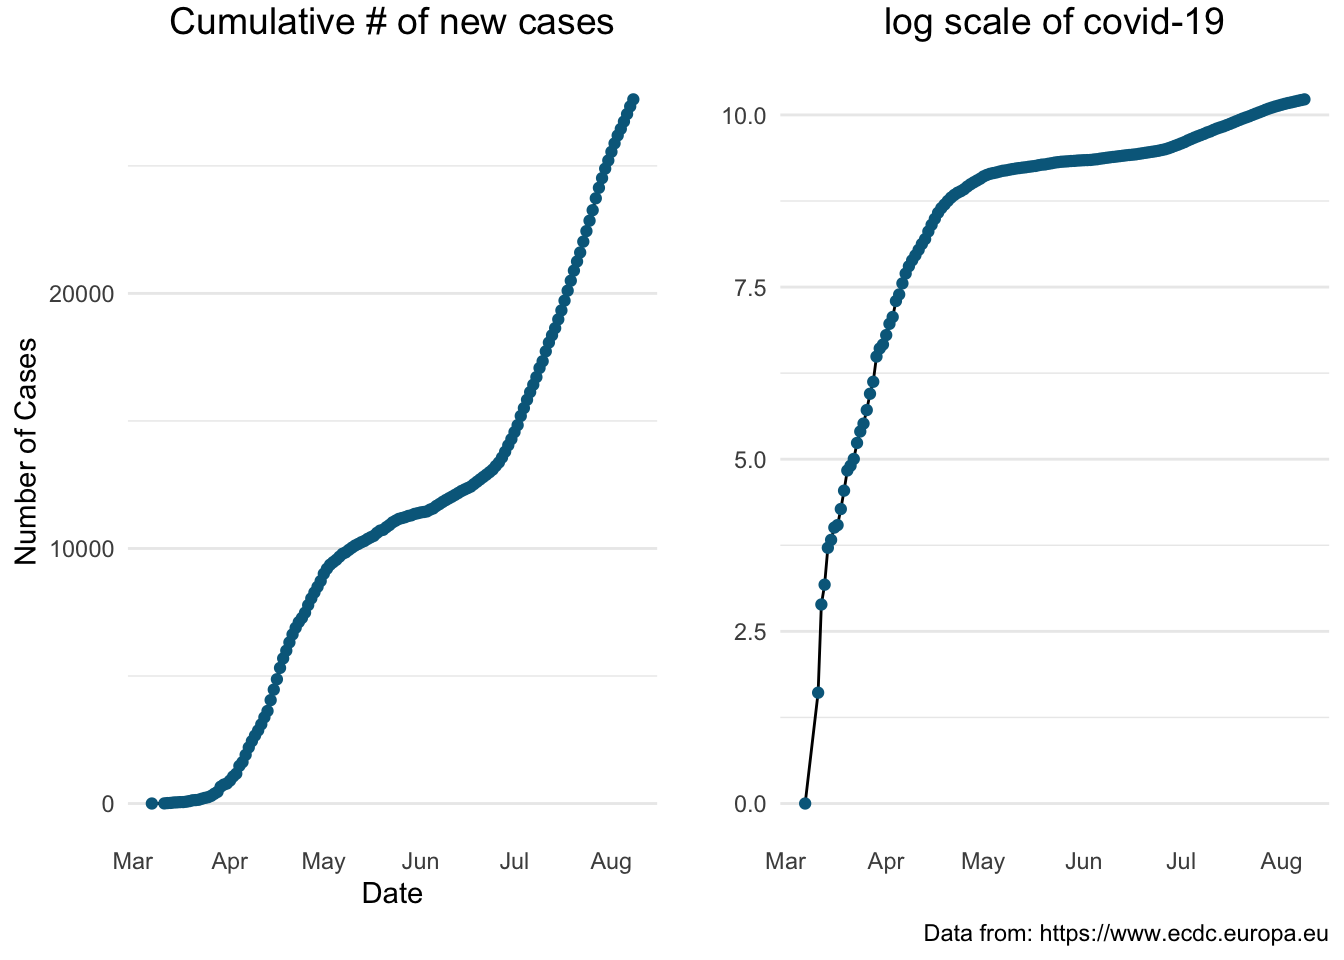 Cumulative # of new cases
Number of Cases
20000
10000
0
Mar Apr May Jun Jul Aug
Date
log scale of covid-19
10.0
7.5
5.0
2.5
0.0
Mar Apr May Jun Jul Aug
Data from: https://www.ecdc.europa.eu